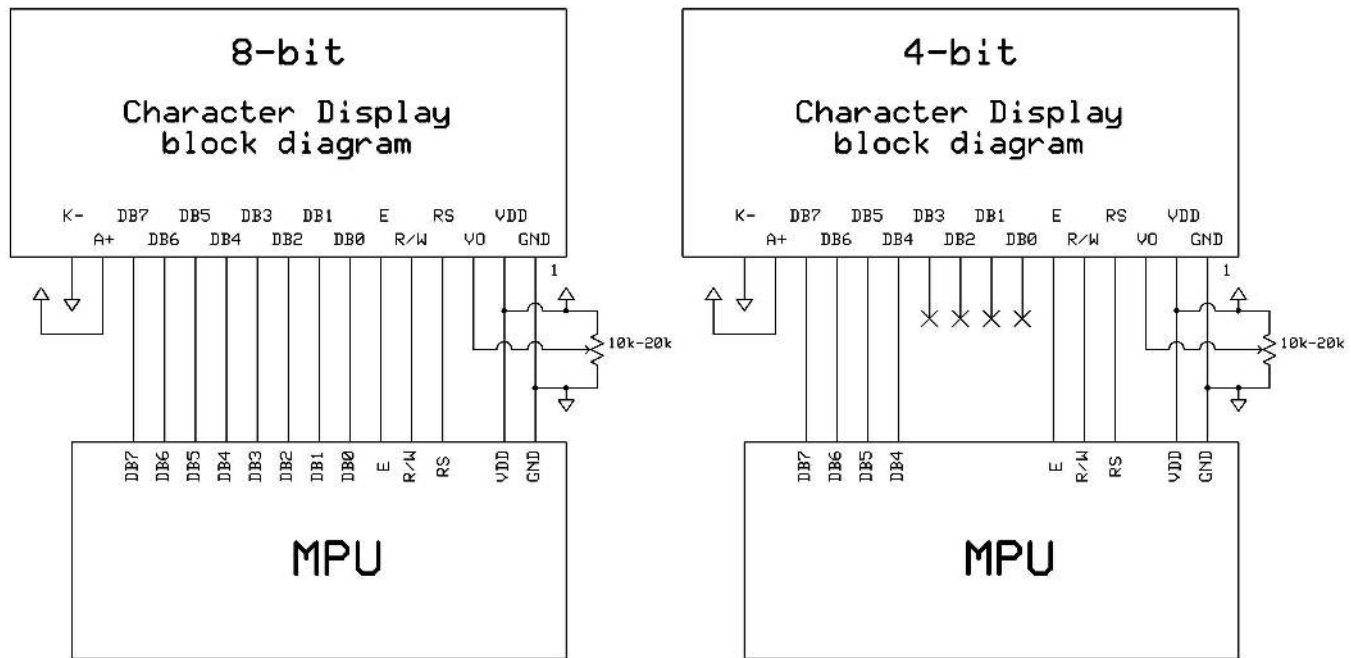 8-bit
Character Display
block diagram
K- DB7 DB5 DB3 DB1 E RS VDD
A+ DB6 DB4 DB2 DB0 R/W VO GND
1
10k-20k
DB7 DB6 DB5 DB4 DB3 DB2 DB1 DB0 E R/W RS VDD GND
MPU
4-bit
Character Display
block diagram
K- DB7 DB5 DB3 DB1 E RS VDD
A+ DB6 DB4 DB2 DB0 R/W VO GND
1
10k-20k
DB7 DB6 DB5 DB4 E R/W RS VDD GND
MPU